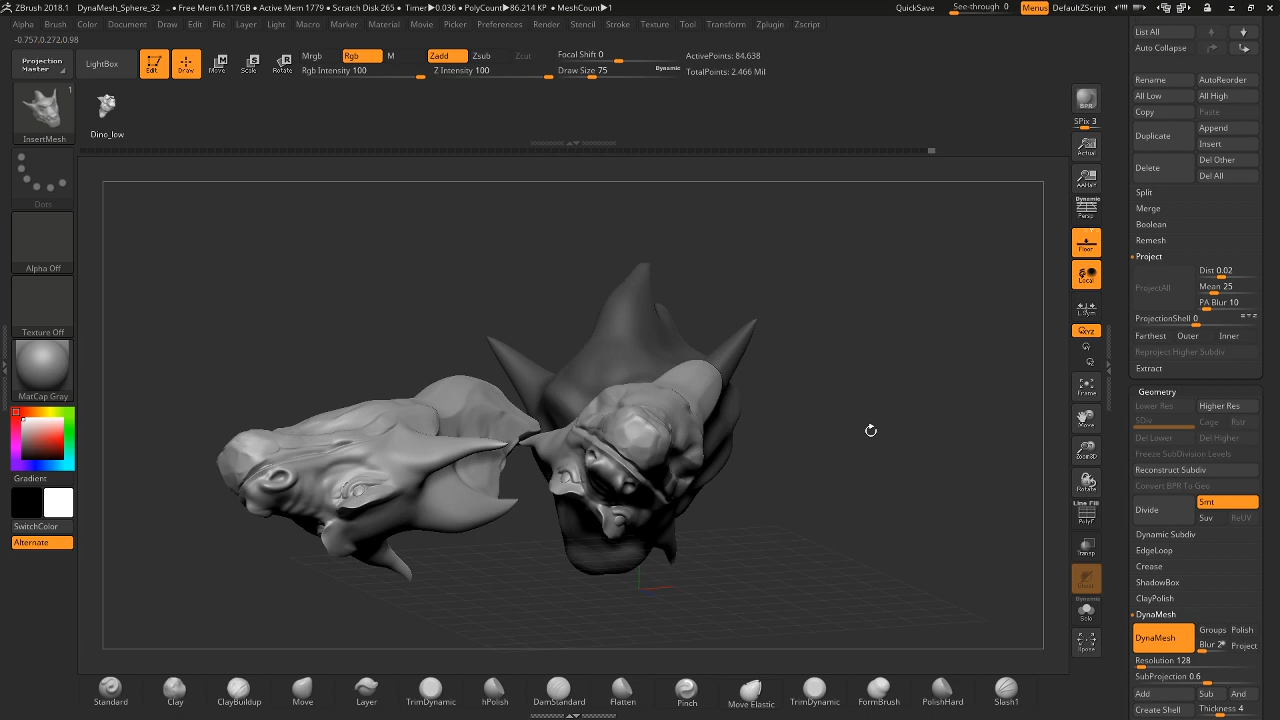 ZBrush 2018.1 DynaMesh_Sphere_32 .. • Free Mem 6.117GB • Active Mem 1779 • Scratch Disk 265 • Timer▶0.036 • PolyCount▶86.214 KP • MeshCount▶1 QuickSave See-through 0 Menus DefaultZScript
Alpha Brush Color Document Draw Edit File Layer Light Macro Marker Material Movie Picker Preferences Render Stencil Stroke Texture Tool Transform Zplugin Zscript
-0.757,0.272,0.98
Projection Master
LightBox
Edit
Draw
Move
Scale
Rotate
Mrgb Rgb M Zadd Zsub Zcut
Rgb Intensity 100 Z Intensity 100
Focal Shift 0
Draw Size 75 Dynamic
ActivePoints: 84,638
TotalPoints: 2.466 Mil
1
InsertMesh
Dino_low
Dots
Alpha Off
Texture Off
MatCap Gray
Gradient
SwitchColor
Alternate
BPR
SPix 3
Actual
AAHalf
Dynamic
Persp
Floor
Local
L.Sym
XYZ
Frame
Move
Zoom3D
Rotate
Line Fill
PolyF
Transp
Ghost
Dynamic
Solo
Xpose
List All
Auto Collapse
Rename AutoReorder
All Low All High
Copy Paste
Duplicate Append
Insert
Delete Del Other
Del All
Split
Merge
Boolean
Remesh
Project
ProjectAll Dist 0.02
Mean 25
PA Blur 10
ProjectionShell 0
Farthest Outer Inner
Reproject Higher Subdiv
Extract
Geometry
Lower Res Higher Res
SDiv Cage Rstr
Del Lower Del Higher
Freeze SubDivision Levels
Reconstruct Subdiv
Convert BPR To Geo
Divide Smt
Suv ReUV
Dynamic Subdiv
EdgeLoop
Crease
ShadowBox
ClayPolish
DynaMesh
DynaMesh Groups Polish
Blur 2 Project
Resolution 128
SubProjection 0.6
Add Sub And
Create Shell Thickness 4
Standard Clay ClayBuildup Move Layer TrimDynamic hPolish DamStandard Flatten Pinch Move Elastic TrimDynamic FormBrush PolishHard Slash1